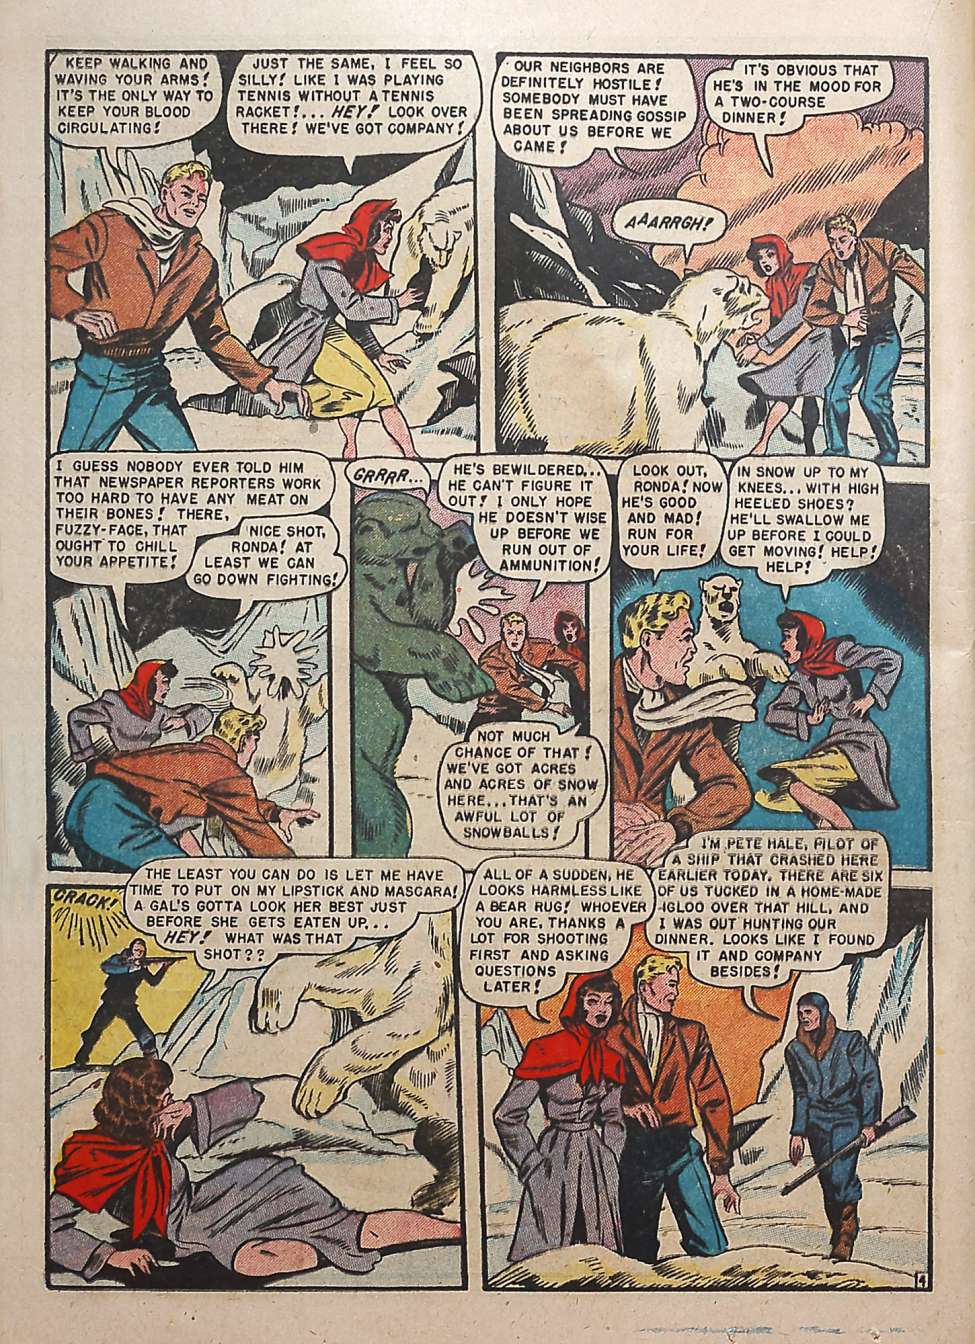 KEEP WALKING AND
WAVING YOUR ARMS!
IT'S THE ONLY WAY TO
KEEP YOUR BLOOD
CIRCULATING!
JUST THE SAME, I FEEL SO
SILLY! LIKE I WAS PLAYING
TENNIS WITHOUT A TENNIS
RACKET!... HEY! LOOK OVER
THERE! WE'VE GOT COMPANY!
OUR NEIGHBORS ARE
DEFINITELY HOSTILE!
SOMEBODY MUST HAVE
BEEN SPREADING GOSSIP
ABOUT US BEFORE WE
CAME!
IT'S OBVIOUS THAT
HE'S IN THE MOOD FOR
A TWO-COURSE
DINNER!
AAARRGH!
I GUESS NOBODY EVER TOLD HIM
THAT NEWSPAPER REPORTERS WORK
TOO HARD TO HAVE ANY MEAT ON
THEIR BONES! THERE,
FUZZY-FACE, THAT
OUGHT TO CHILL
YOUR APPETITE!
NICE SHOT,
RONDA! AT
LEAST WE CAN
GO DOWN FIGHTING!
GRRRR...
HE'S BEWILDERED...
HE CAN'T FIGURE IT
OUT! I ONLY HOPE
HE DOESN'T WISE
UP BEFORE WE
RUN OUT OF
AMMUNITION!
NOT MUCH
CHANCE OF THAT!
WE'VE GOT ACRES
AND ACRES OF SNOW
HERE... THAT'S AN
AWFUL LOT OF
SNOWBALLS!
LOOK OUT,
RONDA! NOW
HE'S GOOD
AND MAD!
RUN FOR
YOUR LIFE!
IN SNOW UP TO MY
KNEES... WITH HIGH
HEELED SHOES?
HE'LL SWALLOW ME
UP BEFORE I COULD
GET MOVING! HELP!
HELP!
CRACK!
THE LEAST YOU CAN DO IS LET ME HAVE
TIME TO PUT ON MY LIPSTICK AND MASCARA!
A GAL'S GOTTA LOOK HER BEST JUST
BEFORE SHE GETS EATEN UP...
HEY! WHAT WAS THAT
SHOT??
ALL OF A SUDDEN, HE
LOOKS HARMLESS LIKE
A BEAR RUG! WHOEVER
YOU ARE, THANKS A
LOT FOR SHOOTING
FIRST AND ASKING
QUESTIONS
LATER!
I'M PETE HALE, PILOT OF
A SHIP THAT CRASHED HERE
EARLIER TODAY. THERE ARE SIX
OF US TUCKED IN A HOME-MADE
IGLOO OVER THAT HILL, AND
I WAS OUT HUNTING OUR
DINNER. LOOKS LIKE I FOUND
IT AND COMPANY
BESIDES!
4